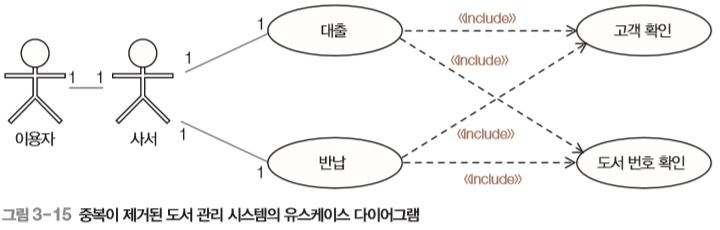 1
대출
《Include》
고객 확인
1
《Include》
1
1
이용자
사서
1
《Include》
1
반납
도서 번호 확인
《Include》
그림 3-15 중복이 제거된 도서 관리 시스템의 유스케이스 다이어그램